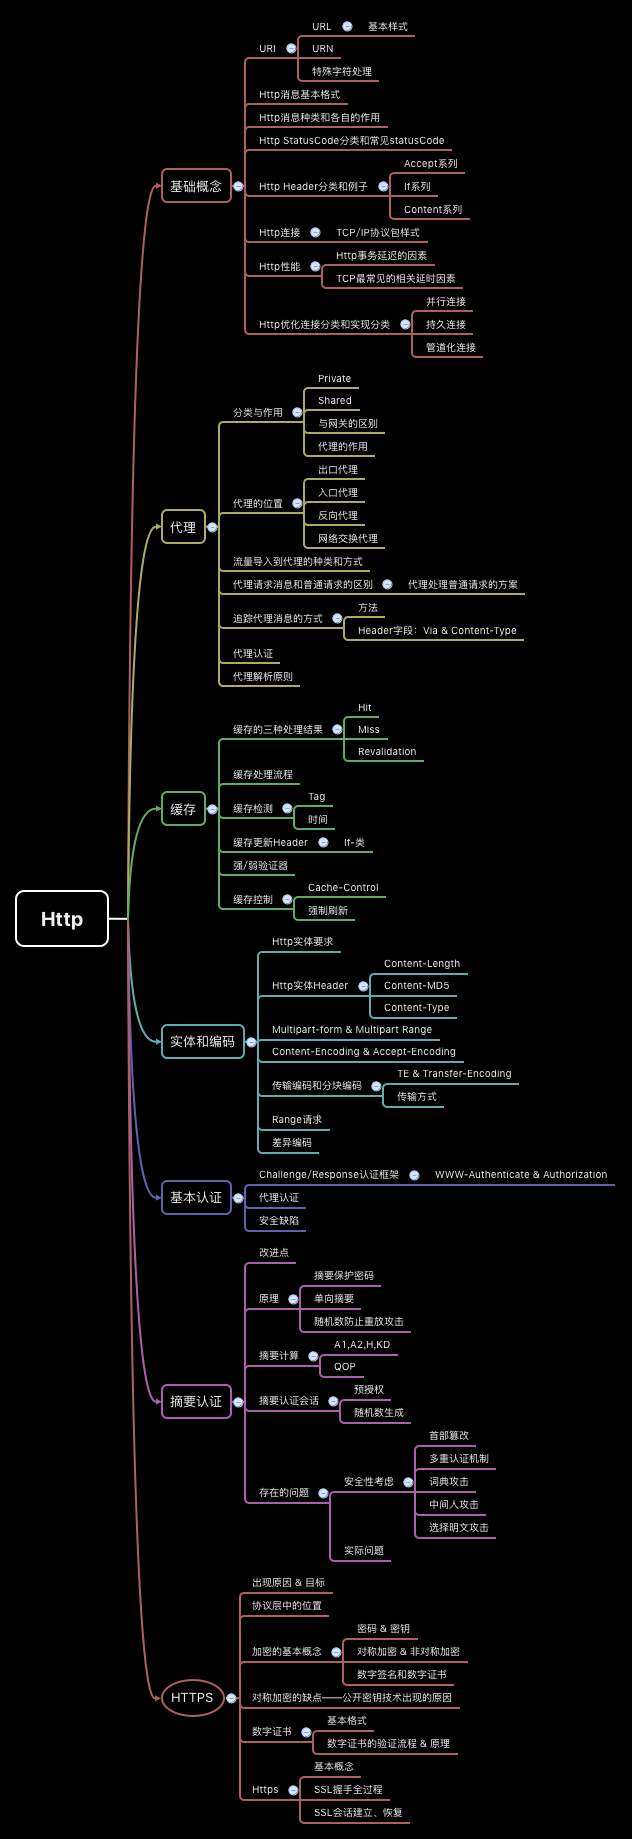 Http
基础概念
URI
URL
基本样式
URN
特殊字符处理
Http消息基本格式
Http消息种类和各自的作用
Http StatusCode分类和常见statusCode
Http Header分类和例子
Accept系列
If系列
Content系列
Http连接
TCP/IP协议包样式
Http性能
Http事务延迟的因素
TCP最常见的相关延时因素
Http优化连接分类和实现分类
并行连接
持久连接
管道化连接
代理
分类与作用
Private
Shared
与网关的区别
代理的作用
代理的位置
出口代理
入口代理
反向代理
网络交换代理
流量导入到代理的种类和方式
代理请求消息和普通请求的区别
代理处理普通请求的方案
追踪代理消息的方式
方法
Header字段：Via & Content-Type
代理认证
代理解析原则
缓存
缓存的三种处理结果
Hit
Miss
Revalidation
缓存处理流程
缓存检测
Tag
时间
缓存更新Header
If-类
强/弱验证器
缓存控制
Cache-Control
强制刷新
实体和编码
Http实体要求
Http实体Header
Content-Length
Content-MD5
Content-Type
Multipart-form & Multipart Range
Content-Encoding & Accept-Encoding
传输编码和分块编码
TE & Transfer-Encoding
传输方式
Range请求
差异编码
基本认证
Challenge/Response认证框架
WWW-Authenticate & Authorization
代理认证
安全缺陷
摘要认证
改进点
原理
摘要保护密码
单向摘要
随机数防止重放攻击
摘要计算
A1,A2,H,KD
QOP
摘要认证会话
预授权
随机数生成
存在的问题
安全性考虑
首部篡改
多重认证机制
词典攻击
中间人攻击
选择明文攻击
实际问题
HTTPS
出现原因 & 目标
协议层中的位置
加密的基本概念
密码 & 密钥
对称加密 & 非对称加密
数字签名和数字证书
对称加密的缺点——公开密钥技术出现的原因
数字证书
基本格式
数字证书的验证流程 & 原理
Https
基本概念
SSL握手全过程
SSL会话建立、恢复